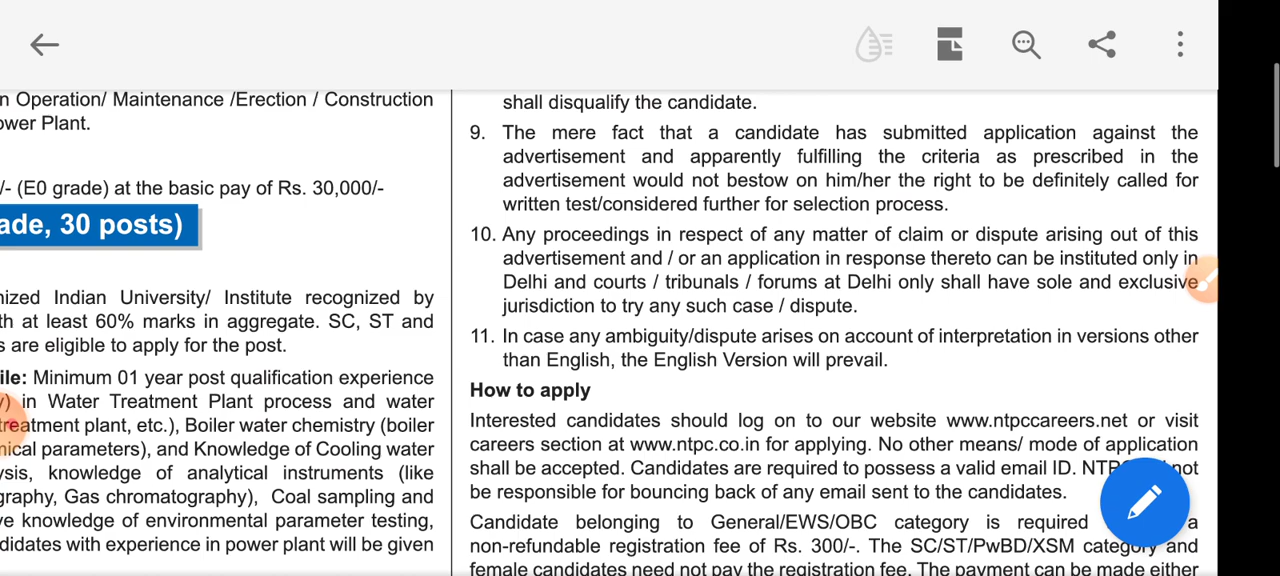 n Operation/ Maintenance /Erection / Construction
ower Plant.
/- (E0 grade) at the basic pay of Rs. 30,000/-
ade, 30 posts)
nized Indian University/ Institute recognized by
th at least 60% marks in aggregate. SC, ST and
s are eligible to apply for the post.
ile: Minimum 01 year post qualification experience
y) in Water Treatment Plant process and water
treatment plant, etc.), Boiler water chemistry (boiler
mical parameters), and Knowledge of Cooling water
ysis, knowledge of analytical instruments (like
graphy, Gas chromatography), Coal sampling and
ve knowledge of environmental parameter testing,
didates with experience in power plant will be given
shall disqualify the candidate.
9. The mere fact that a candidate has submitted application against the
advertisement and apparently fulfilling the criteria as prescribed in the
advertisement would not bestow on him/her the right to be definitely called for
written test/considered further for selection process.
10. Any proceedings in respect of any matter of claim or dispute arising out of this
advertisement and / or an application in response thereto can be instituted only in
Delhi and courts / tribunals / forums at Delhi only shall have sole and exclusive
jurisdiction to try any such case / dispute.
11. In case any ambiguity/dispute arises on account of interpretation in versions other
than English, the English Version will prevail.
How to apply
Interested candidates should log on to our website www.ntpccareers.net or visit
careers section at www.ntpc.co.in for applying. No other means/ mode of application
shall be accepted. Candidates are required to possess a valid email ID. NTPC not
be responsible for bouncing back of any email sent to the candidates.
Candidate belonging to General/EWS/OBC category is required a
non-refundable registration fee of Rs. 300/-. The SC/ST/PwBD/XSM category and
female candidates need not pay the registration fee. The payment can be made either